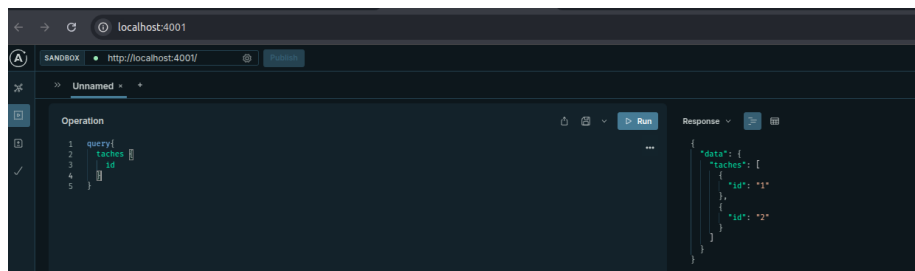 localhost:4001
A SANDBOX http://localhost:4001/ Publish
Unnamed × +
Operation
Run
1 query{
2 taches {
3 id
4 }
5 }
Response
{
"data": {
"taches": [
{
"id": "1"
},
{
"id": "2"
}
]
}
}